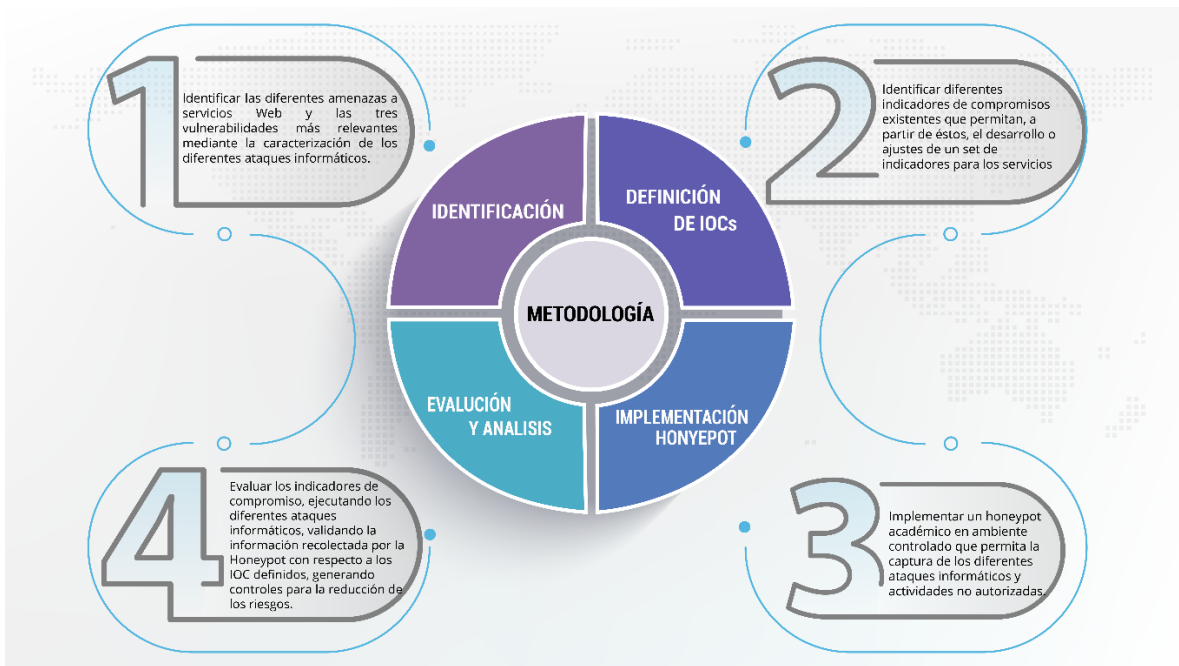 1
Identificar las diferentes amenazas a
servicios Web y las tres
vulnerabilidades más relevantes
mediante la caracterización de los
diferentes ataques informáticos.
2
Identificar diferentes
indicadores de compromisos
existentes que permitan, a
partir de éstos, el desarrollo o
ajustes de un set de
indicadores para los servicios
IDENTIFICACIÓN
DEFINICIÓN
DE IOCs
METODOLOGÍA
EVALUCIÓN
Y ANALISIS
IMPLEMENTACIÓN
HONYEPOT
3
Implementar un honeypot
académico en ambiente
controlado que permita la
captura de los diferentes
ataques informáticos y
actividades no autorizadas.
4
Evaluar los indicadores de
compromiso, ejecutando los
diferentes ataques
informáticos, validando la
información recolectada por la
Honeypot con respecto a los
IOC definidos, generando
controles para la reducción de
los riesgos.